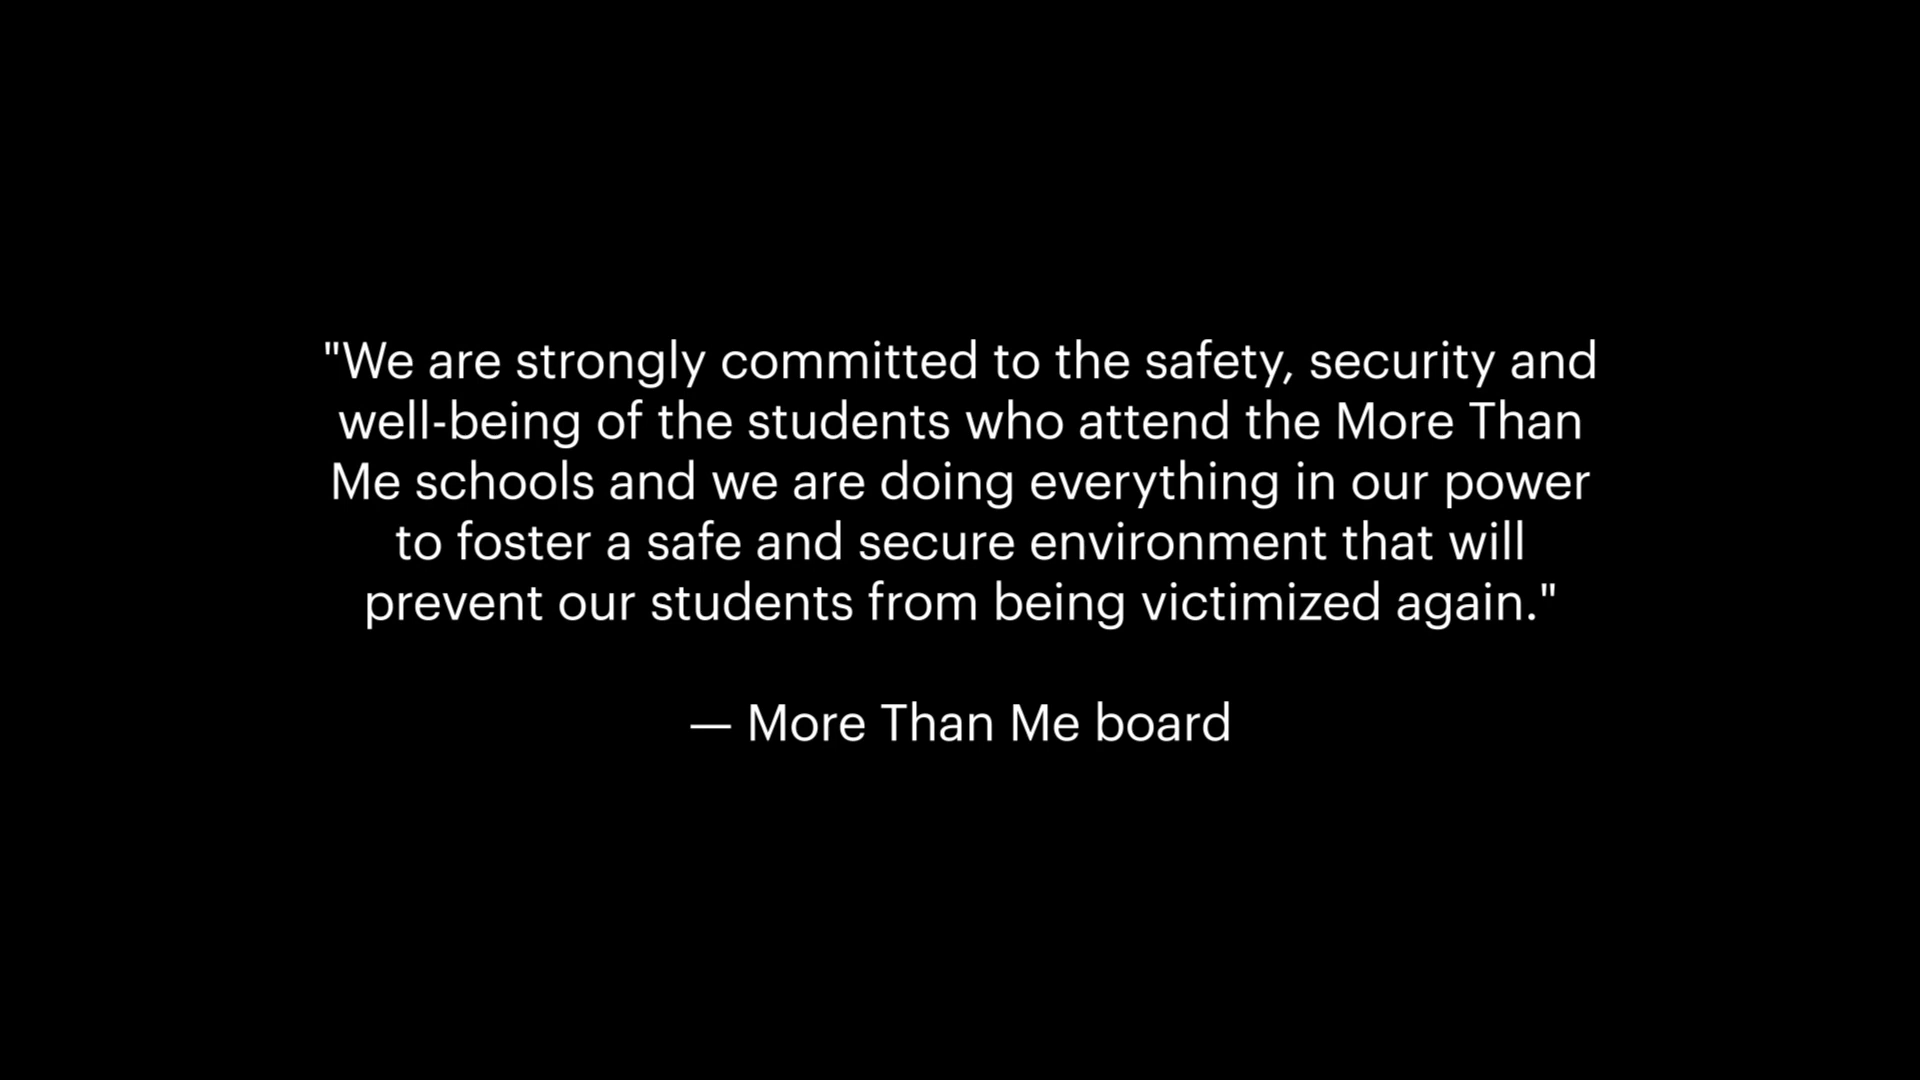 "We are strongly committed to the safety, security and
well-being of the students who attend the More Than
Me schools and we are doing everything in our power
to foster a safe and secure environment that will
prevent our students from being victimized again."
— More Than Me board